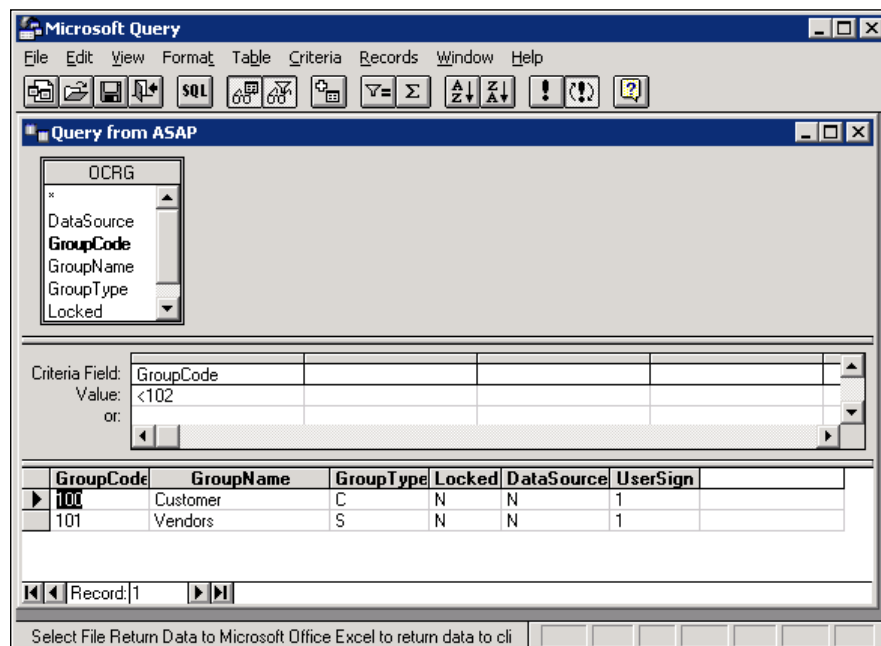 Microsoft Query
File Edit View Format Table Criteria Records Window Help
SQL
Query from ASAP
OCRG
*
DataSource
GroupCode
GroupName
GroupType
Locked
Criteria Field: GroupCode
Value: <102
or:
GroupCode GroupName GroupType Locked DataSource UserSign
100 Customer C N N 1
101 Vendors S N N 1
Record: 1
Select File Return Data to Microsoft Office Excel to return data to cli